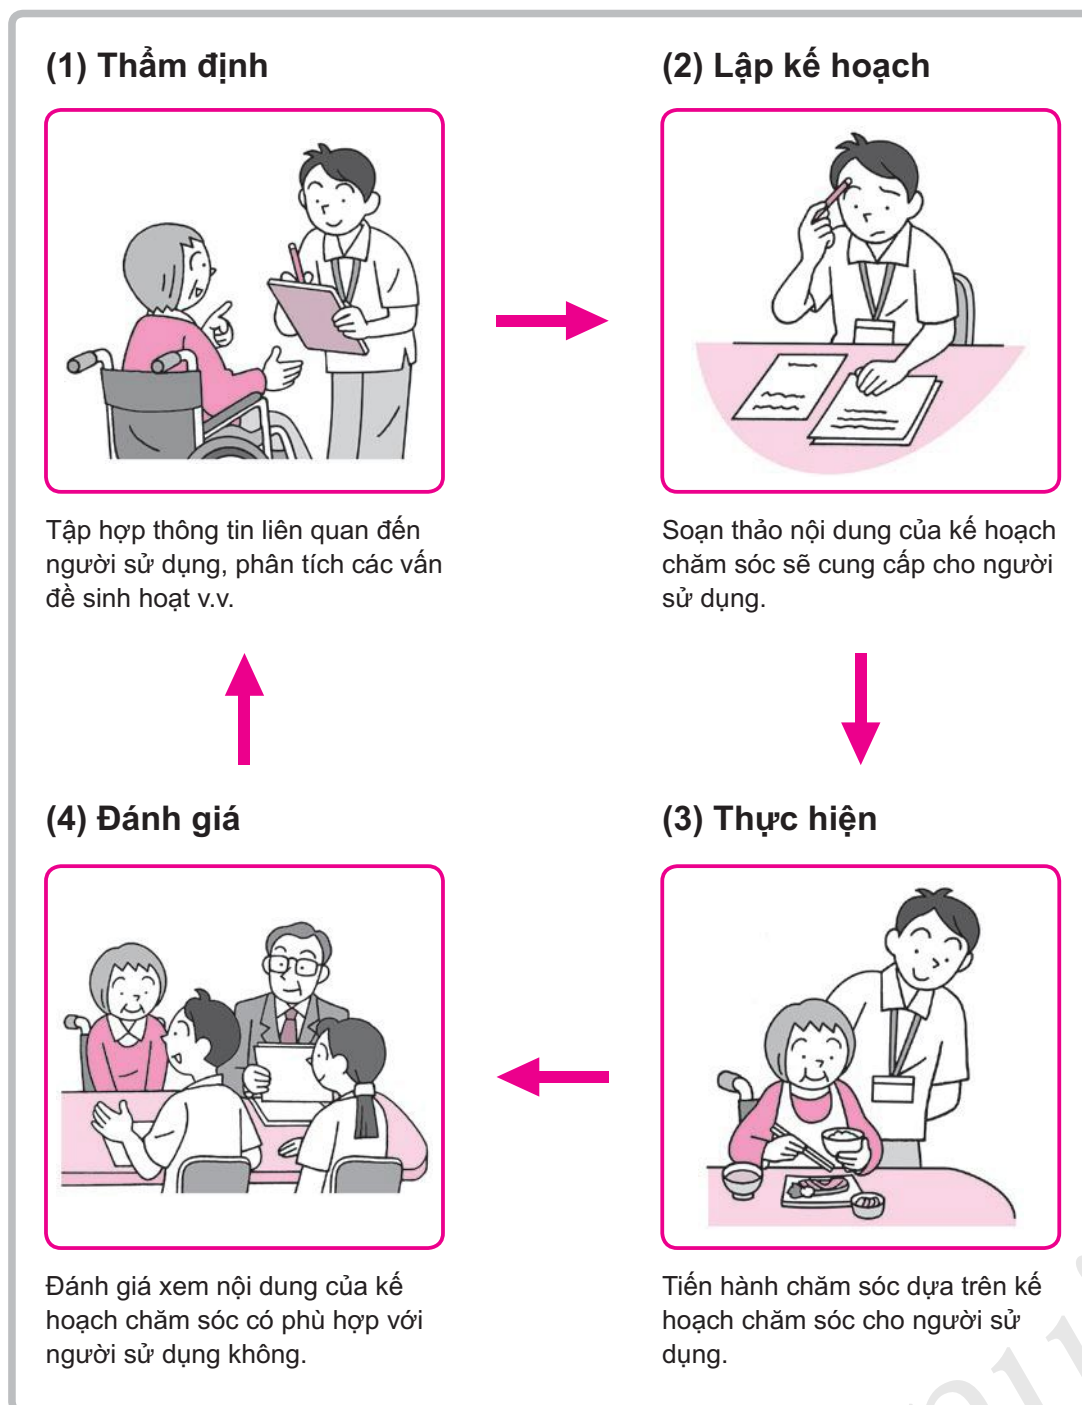 (1) Thẩm định
Tập hợp thông tin liên quan đến
người sử dụng, phân tích các vấn
đề sinh hoạt v.v.
(2) Lập kế hoạch
Soạn thảo nội dung của kế hoạch
chăm sóc sẽ cung cấp cho người
sử dụng.
(3) Thực hiện
Tiến hành chăm sóc dựa trên kế
hoạch chăm sóc cho người sử
dụng.
(4) Đánh giá
Đánh giá xem nội dung của kế
hoạch chăm sóc có phù hợp với
người sử dụng không.